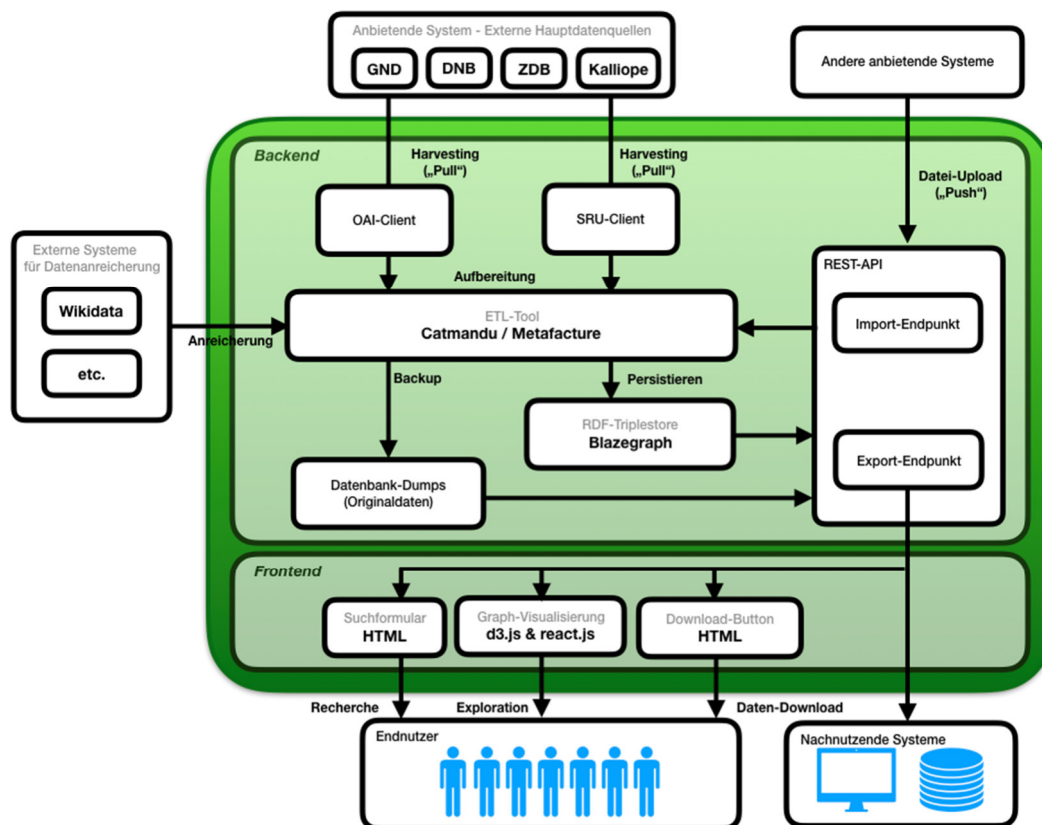 Anbietende System - Externe Hauptdatenquellen
GND
DNB
ZDB
Kalliope
Andere anbietende Systeme
Backend
Harvesting
(„Pull“)
Harvesting
(„Pull“)
Datei-Upload
(„Push“)
OAI-Client
SRU-Client
Externe Systeme
für Datenanreicherung
Wikidata
etc.
Anreicherung
Aufbereitung
ETL-Tool
Catmandu / Metafacture
REST-API
Import-Endpunkt
Backup
Persistieren
RDF-Triplestore
Blazegraph
Export-Endpunkt
Datenbank-Dumps
(Originaldaten)
Frontend
Suchformular
HTML
Graph-Visualisierung
d3.js & react.js
Download-Button
HTML
Recherche
Exploration
Daten-Download
Endnutzer
Nachnutzende Systeme